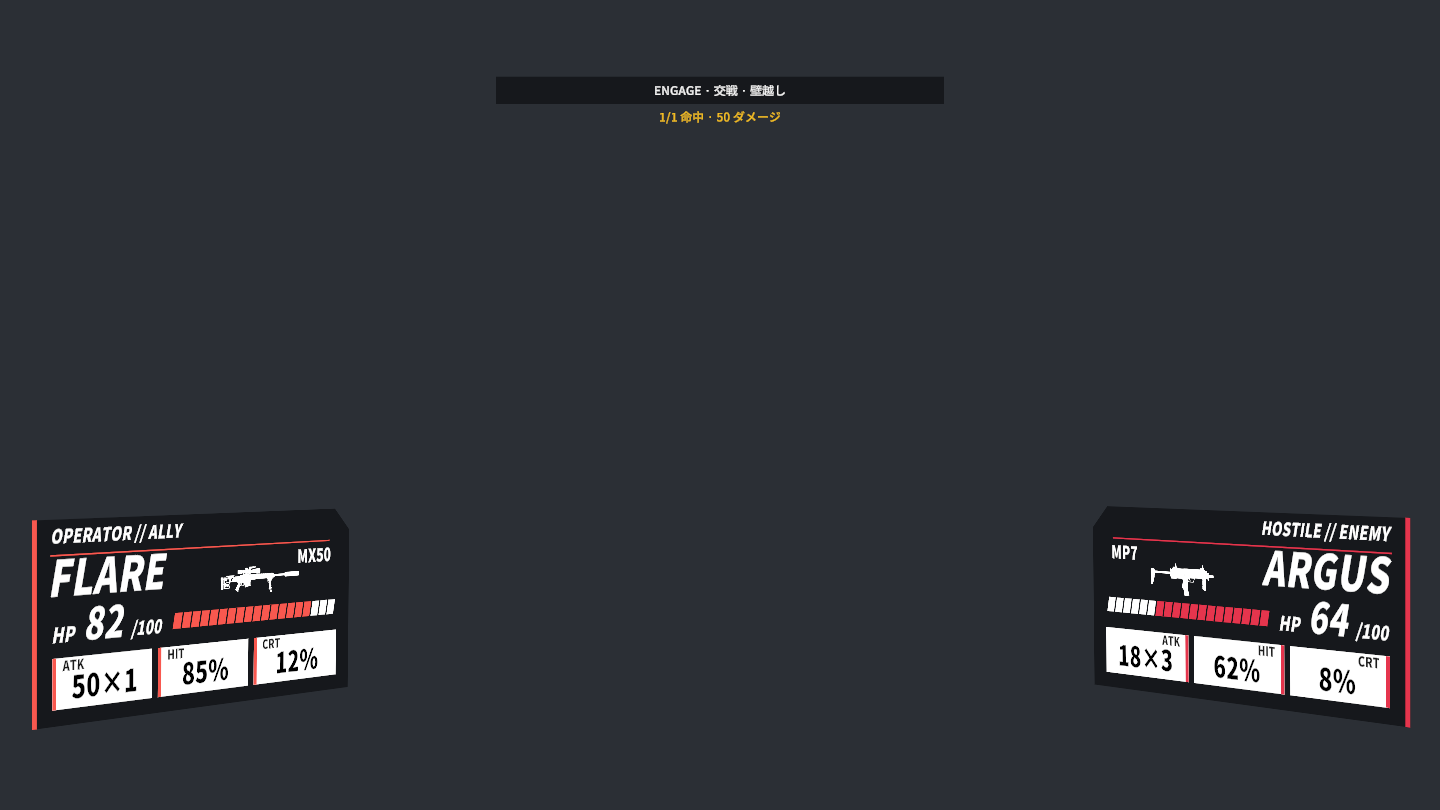 ENGAGE · 交戦 · 壁越し
1/1 命中 · 50 ダメージ
OPERATOR // ALLY
FLARE
MX50
HP 82 /100
ATK
50×1
HIT
85%
CRT
12%
HOSTILE // ENEMY
MP7
ARGUS
HP 64 /100
ATK
18×3
HIT
62%
CRT
8%